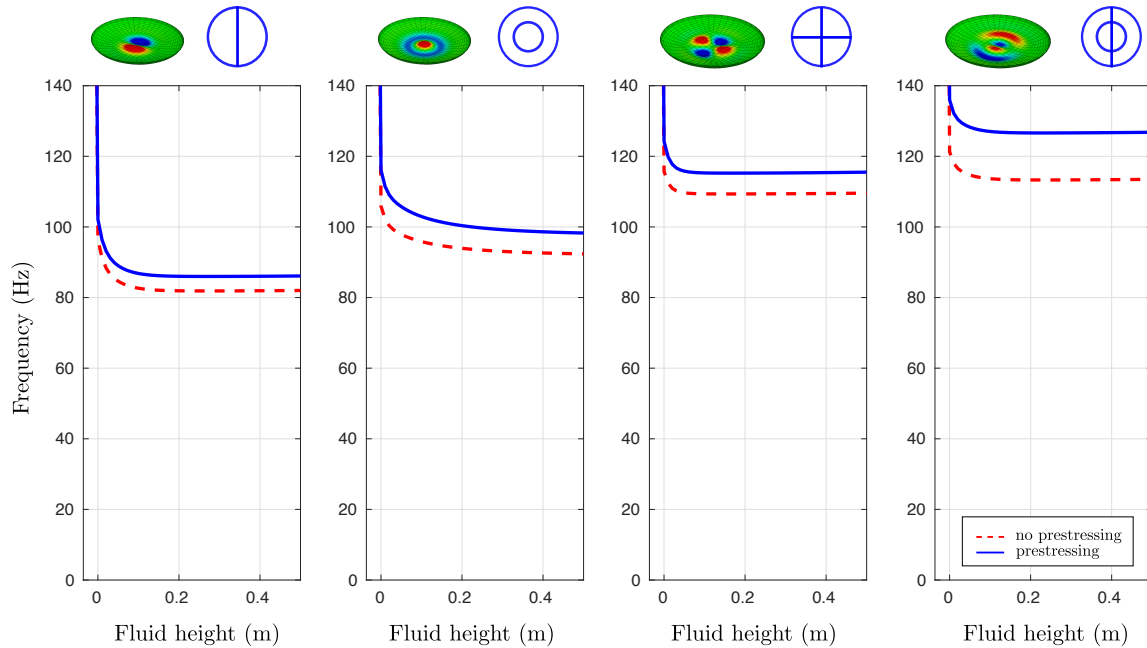 140 140 140 140
120 120 120 120
100 100 100 100
80 80 80 80
60 60 60 60
40 40 40 40
20 20 20 20
0 0 0 0
Frequency (Hz)
no prestressing
prestressing
0 0.2 0.4 0 0.2 0.4 0 0.2 0.4 0 0.2 0.4
Fluid height (m) Fluid height (m) Fluid height (m) Fluid height (m)